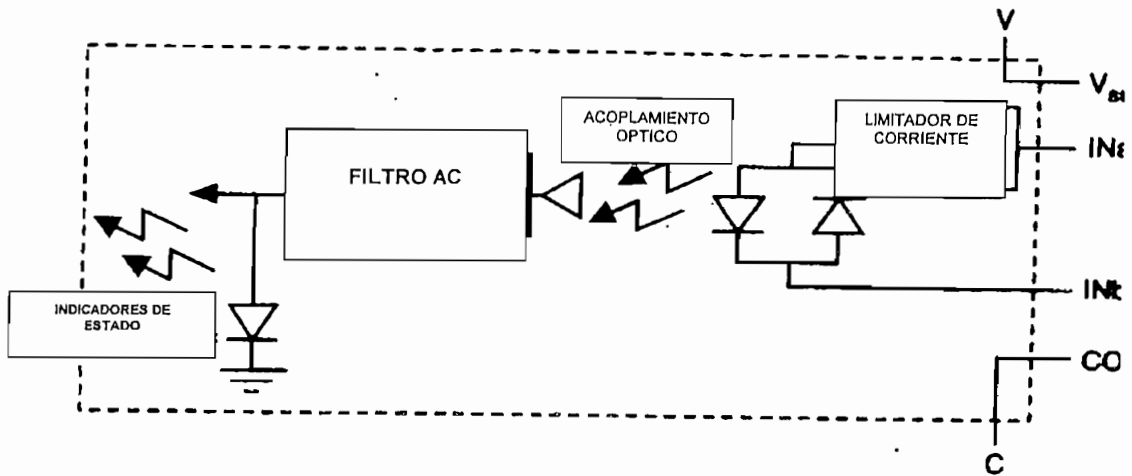 V
ACOPLAMIENTO
OPTICO
LIMITADOR DE
CORRIENTE
FILTRO AC
INDICADORES DE
ESTADO
CO
C